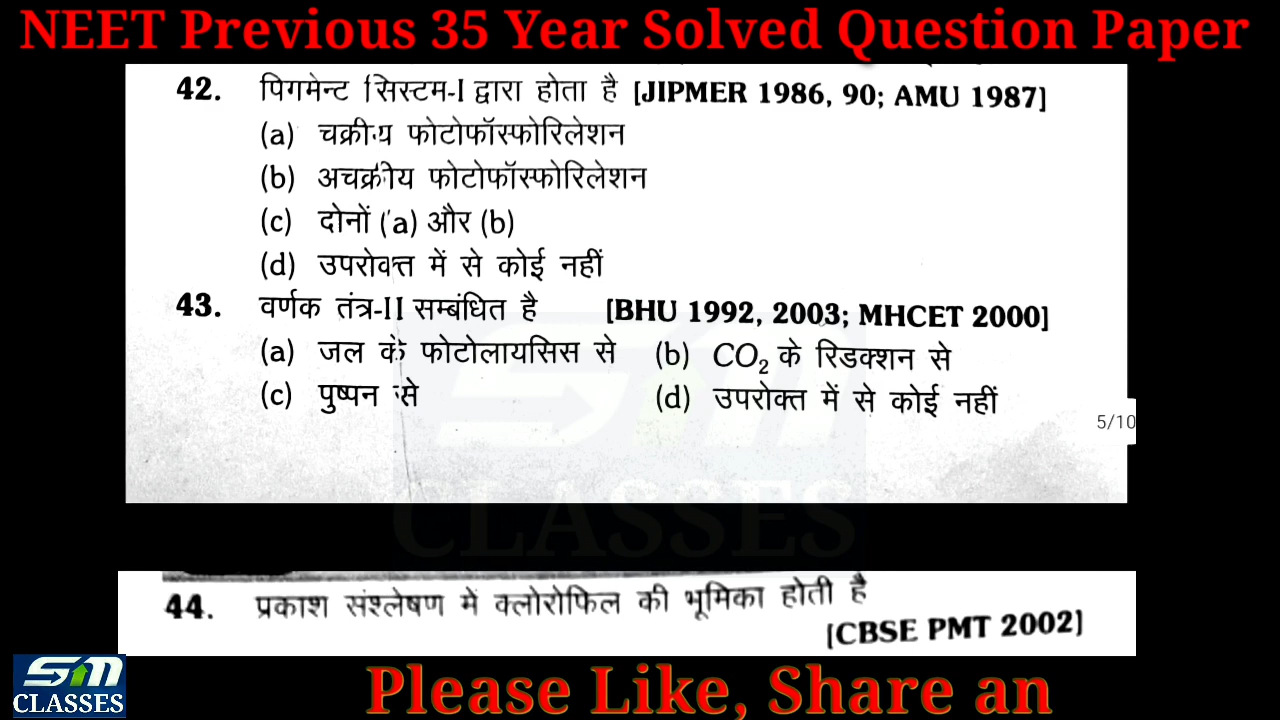 NEET Previous 35 Year Solved Question Paper
42. पिगमेन्ट सिस्टम-I द्वारा होता है [JIPMER 1986, 90; AMU 1987]
(a) चक्रीय फोटोफॉस्फोरिलेशन
(b) अचक्रीय फोटोफॉस्फोरिलेशन
(c) दोनों (a) और (b)
(d) उपरोक्त में से कोई नहीं
43. वर्णक तंत्र-II सम्बंधित है [BHU 1992, 2003; MHCET 2000]
(a) जल के फोटोलायसिस से (b) CO₂ के रिडक्शन से
(c) पुष्पन से (d) उपरोक्त में से कोई नहीं
5/10
SM
CLASSES
44. प्रकाश संश्लेषण में क्लोरोफिल की भूमिका होती है
[CBSE PMT 2002]
SM
CLASSES
Please Like, Share an